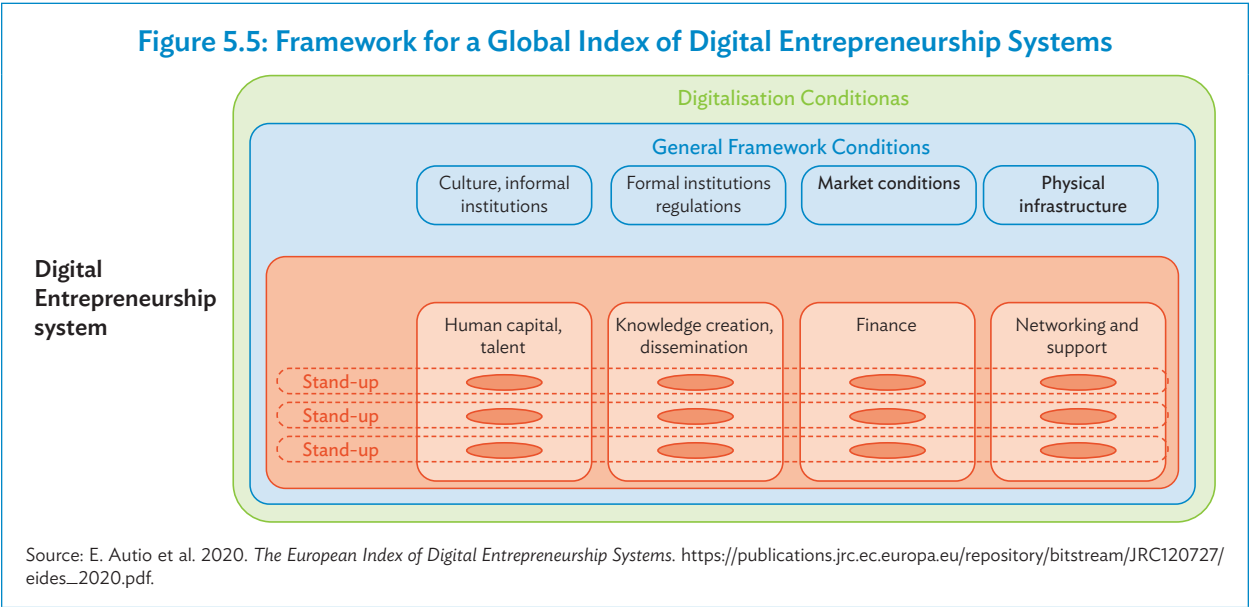 Figure 5.5: Framework for a Global Index of Digital Entrepreneurship Systems
Digitalisation Conditionas
General Framework Conditions
Culture, informal
institutions
Formal institutions
regulations
Market conditions
Physical
infrastructure
Digital
Entrepreneurship
system
Human capital,
talent
Knowledge creation,
dissemination
Finance
Networking and
support
Stand-up
Stand-up
Stand-up
Source: E. Autio et al. 2020. The European Index of Digital Entrepreneurship Systems. https://publications.jrc.ec.europa.eu/repository/bitstream/JRC120727/
eides_2020.pdf.